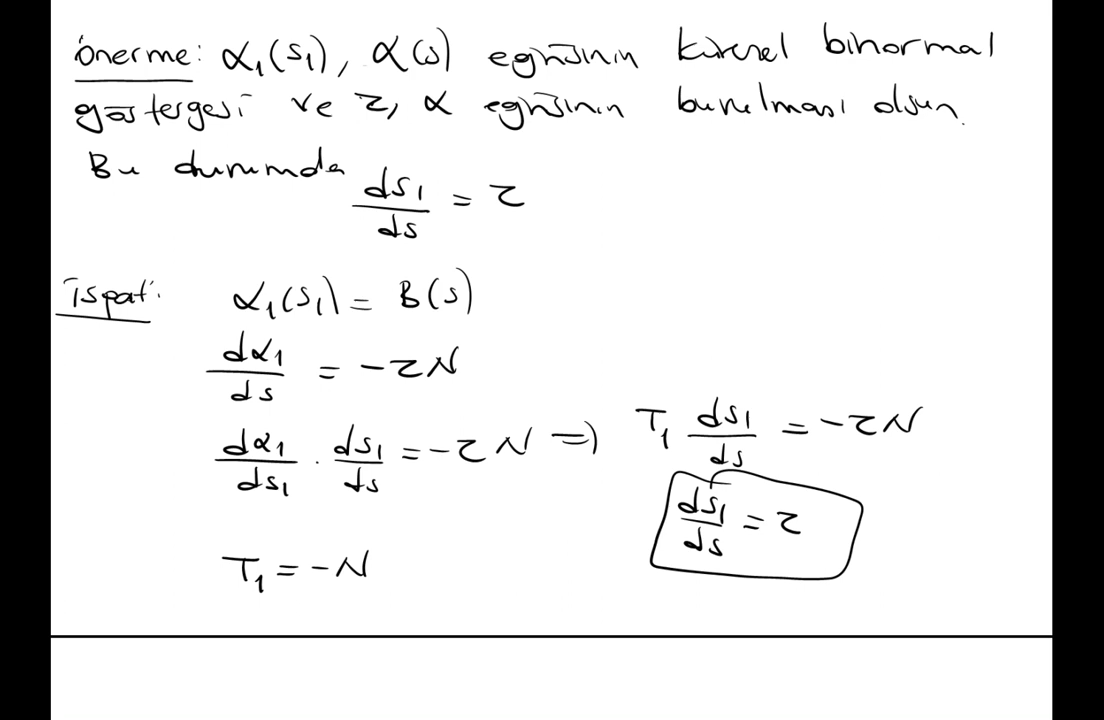 önerme: α₁(s₁), α(s) eğrisinin küresel binormal
göstergesi ve τ, α eğrisinin burulması olsun.
Bu durumda
ds₁/ds = τ
İspat:
α₁(s₁) = B(s)
dα₁/ds = -τN
dα₁/ds₁ · ds₁/ds = -τN ⇒ T₁ ds₁/ds = -τN
ds₁/ds = τ
T₁ = -N